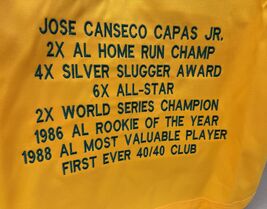 JOSE CANSECO CAPAS JR.
2X AL HOME RUN CHAMP
4X SILVER SLUGGER AWARD
6X ALL-STAR
2X WORLD SERIES CHAMPION
1986 AL ROOKIE OF THE YEAR
1988 AL MOST VALUABLE PLAYER
FIRST EVER 40/40 CLUB